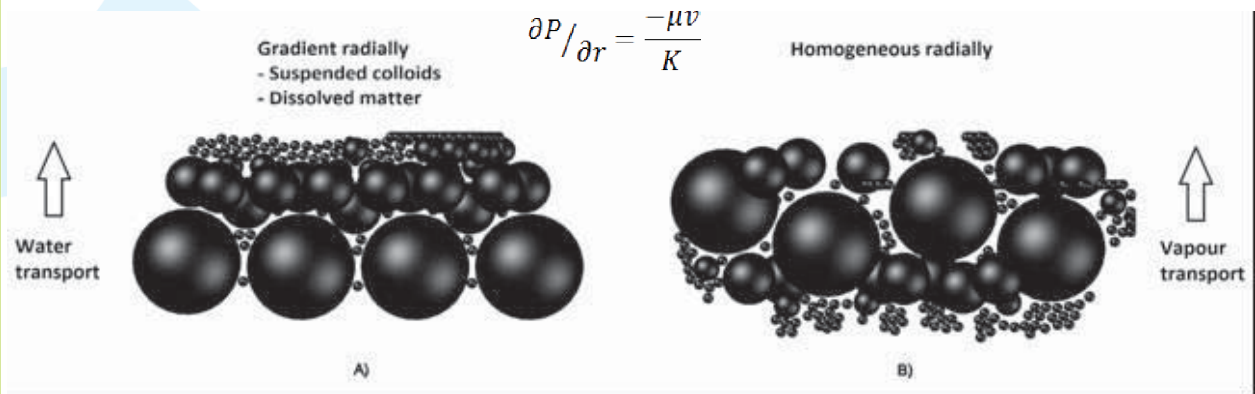 ∂P/∂r = −μv/K
Gradient radially
- Suspended colloids
- Dissolved matter
Homogeneous radially
Water
transport
Vapour
transport
A)
B)